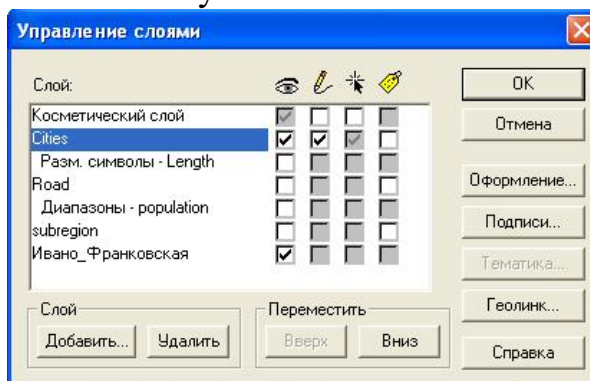 Управление слоями
Слой:
Косметический слой
Cities
Разм. символы - Length
Road
Диапазоны - population
subregion
Ивано_Франковская
OK
Отмена
Оформление...
Подписи...
Тематика...
Геолинк...
Справка
Слой
Добавить... Удалить
Переместить
Вверх Вниз